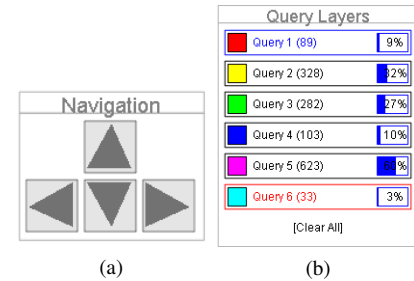 Navigation
(a)
Query Layers
Query 1 (89) 9%
Query 2 (328) 32%
Query 3 (282) 27%
Query 4 (103) 10%
Query 5 (623) %
Query 6 (33) 3%
[Clear All]
(b)